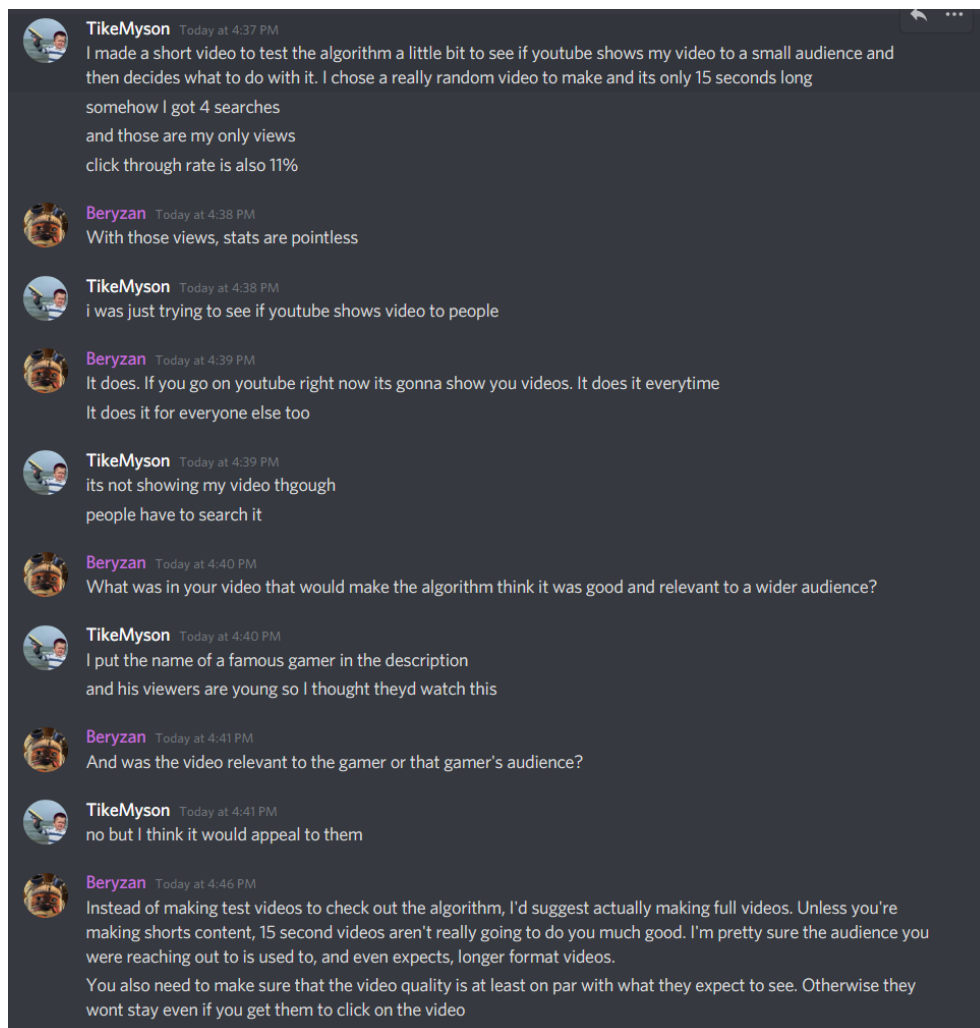 TikeMyson Today at 4:37 PM
I made a short video to test the algorithm a little bit to see if youtube shows my video to a small audience and
then decides what to do with it. I chose a really random video to make and its only 15 seconds long
somehow I got 4 searches
and those are my only views
click through rate is also 11%
Beryzan Today at 4:38 PM
With those views, stats are pointless
TikeMyson Today at 4:38 PM
i was just trying to see if youtube shows video to people
Beryzan Today at 4:39 PM
It does. If you go on youtube right now its gonna show you videos. It does it everytime
It does it for everyone else too
TikeMyson Today at 4:39 PM
its not showing my video thgough
people have to search it
Beryzan Today at 4:40 PM
What was in your video that would make the algorithm think it was good and relevant to a wider audience?
TikeMyson Today at 4:40 PM
I put the name of a famous gamer in the description
and his viewers are young so I thought theyd watch this
Beryzan Today at 4:41 PM
And was the video relevant to the gamer or that gamer's audience?
TikeMyson Today at 4:41 PM
no but I think it would appeal to them
Beryzan Today at 4:46 PM
Instead of making test videos to check out the algorithm, I'd suggest actually making full videos. Unless you're
making shorts content, 15 second videos aren't really going to do you much good. I'm pretty sure the audience you
were reaching out to is used to, and even expects, longer format videos.
You also need to make sure that the video quality is at least on par with what they expect to see. Otherwise they
wont stay even if you get them to click on the video